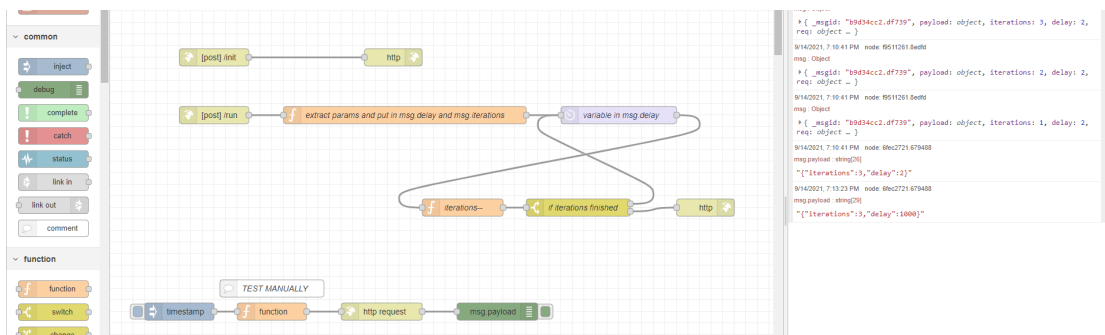 common
inject
debug
complete
catch
status
link in
link out
comment
function
function
switch
change
[post] /init
http
[post] /run
extract params and put in msg.delay and msg.iterations
variable in msg.delay
iterations--
if iterations finished
http
TEST MANUALLY
timestamp
function
http request
msg.payload
{ _msgid: "b9d34cc2.df739", payload: object, iterations: 3, delay: 2,
req: object … }
9/14/2021, 7:10:41 PM node: f9511261.8edfd
msg : Object
{ _msgid: "b9d34cc2.df739", payload: object, iterations: 2, delay: 2,
req: object … }
9/14/2021, 7:10:41 PM node: f9511261.8edfd
msg : Object
{ _msgid: "b9d34cc2.df739", payload: object, iterations: 1, delay: 2,
req: object … }
9/14/2021, 7:10:41 PM node: 6fec2721.679488
msg.payload : string[26]
"{"iterations":3,"delay":2}"
9/14/2021, 7:13:23 PM node: 6fec2721.679488
msg.payload : string[29]
"{"iterations":3,"delay":1000}"